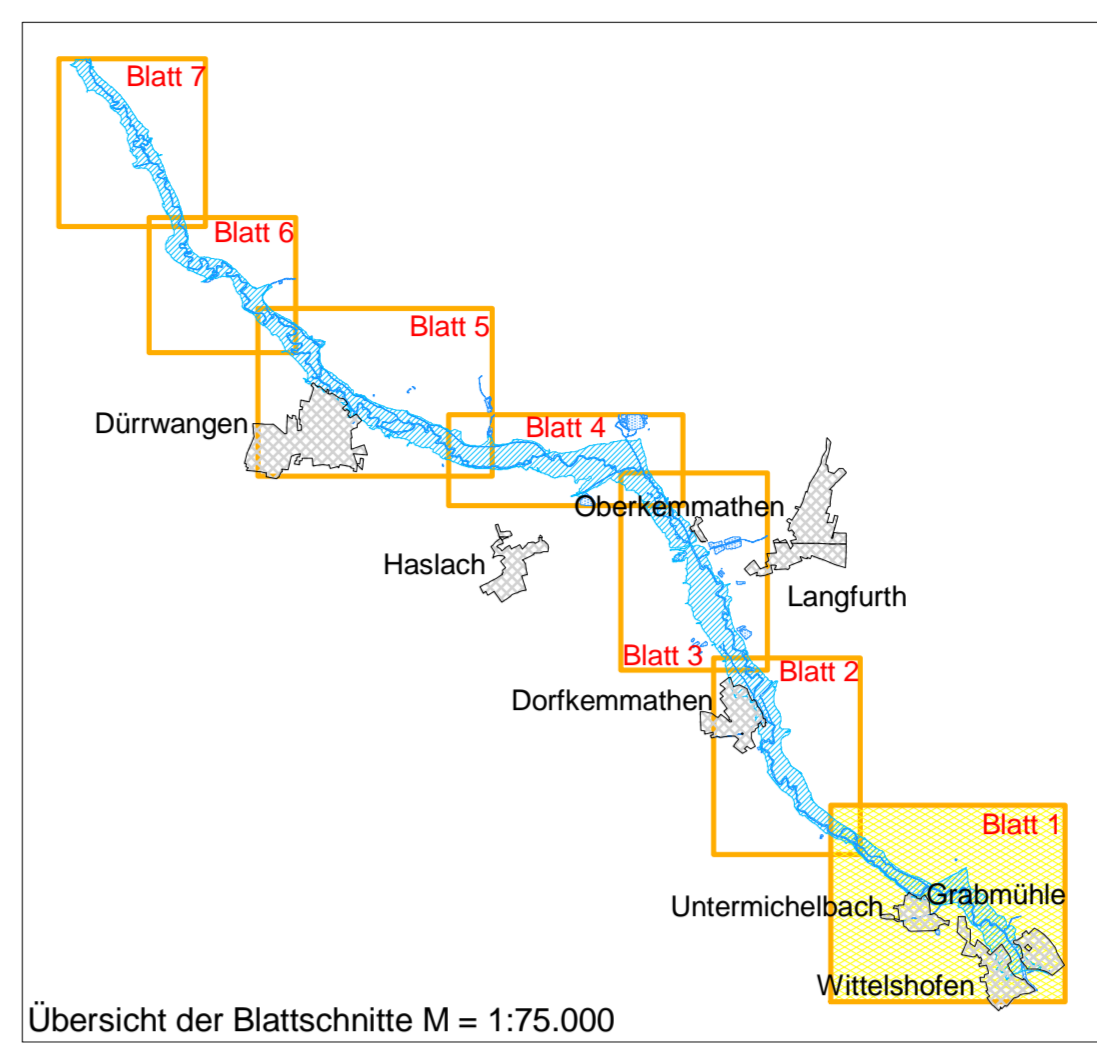 Blatt 7
Blatt 6
Blatt 5
Dürrwangen
Blatt 4
Oberkemmathen
Haslach
Langfurth
Blatt 3
Blatt 2
Dorfkemmathen
Blatt 1
Grabmühle
Untermichelbach
Wittelshofen
Übersicht der Blattschnitte M = 1:75.000